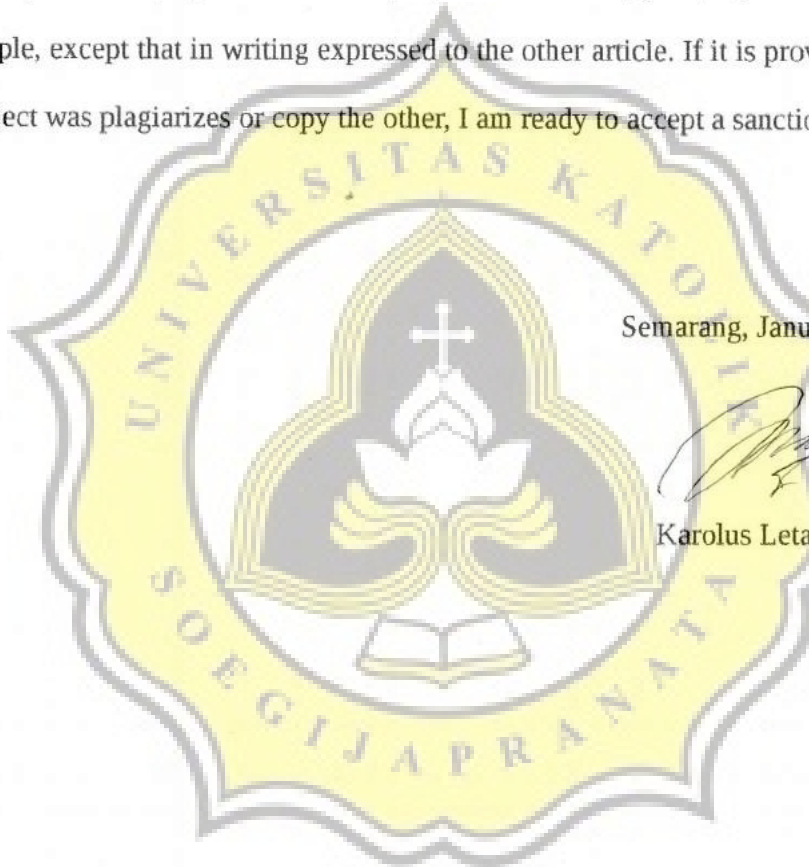 ple, except that in writing expressed to the other article. If it is prov
ect was plagiarizes or copy the other, I am ready to accept a sanctio
UNIVERSITAS KATOLIK
Semarang, Janu
Karolus Leta
SOEGIJAPRANATA